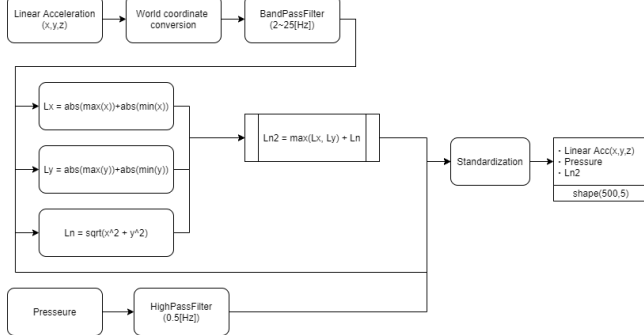 Linear Acceleration
(x,y,z)
World coordinate
conversion
BandPassFilter
(2~25[Hz])
Lx = abs(max(x))+abs(min(x))
Ly = abs(max(y))+abs(min(y))
Ln = sqrt(x^2 + y^2)
Ln2 = max(Lx, Ly) + Ln
Standardization
· Linear Acc(x,y,z)
· Pressure
· Ln2
shape(500,5)
Presseure
HighPassFilter
(0.5[Hz])